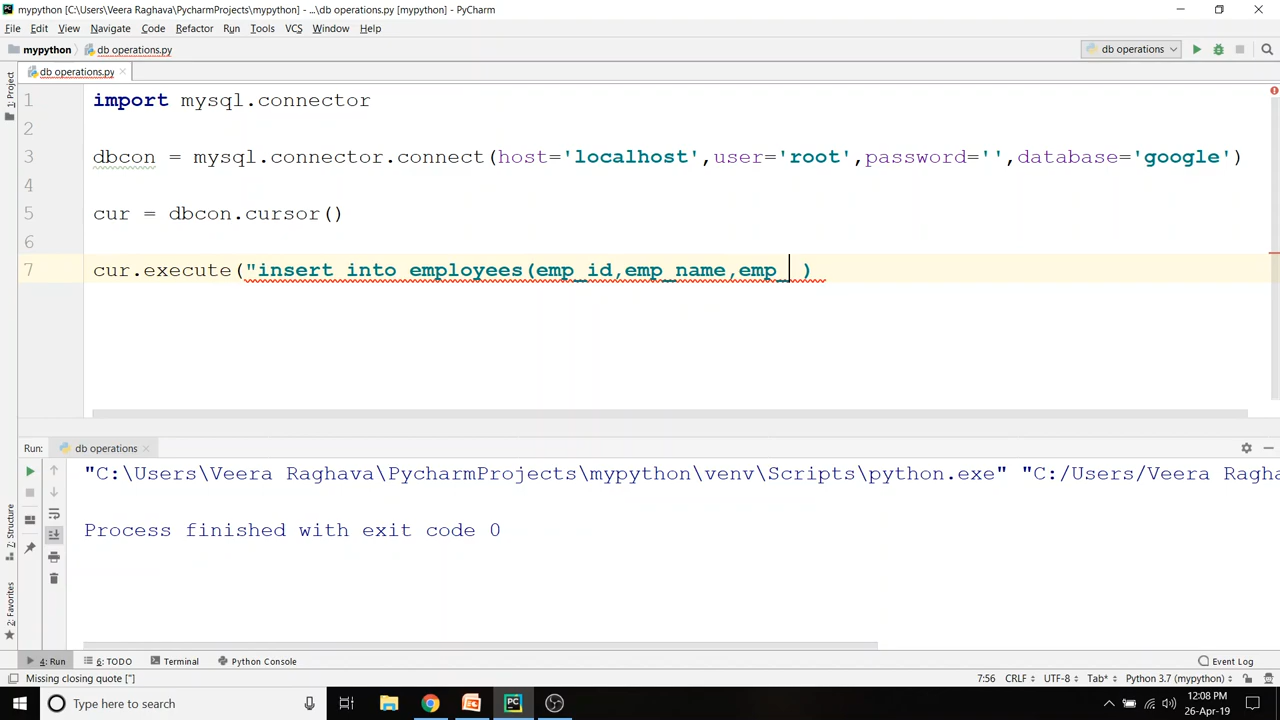 mypython [C:\Users\Veera Raghava\PycharmProjects\mypython] - ...\db operations.py [mypython] - PyCharm
File Edit View Navigate Code Refactor Run Tools VCS Window Help
mypython db operations.py db operations
db operations.py
1: Project
1 import mysql.connector
2
3 dbcon = mysql.connector.connect(host='localhost',user='root',password='',database='google')
4
5 cur = dbcon.cursor()
6
7 cur.execute("insert into employees(emp_id,emp_name,emp_ )
Run: db operations
"C:\Users\Veera Raghava\PycharmProjects\mypython\venv\Scripts\python.exe" "C:/Users/Veera Ragha
Process finished with exit code 0
7: Structure
2: Favorites
4: Run 6: TODO Terminal Python Console Event Log
Missing closing quote ["] 7:56 CRLF UTF-8 Tab* Python 3.7 (mypython)
Type here to search 12:08 PM
26-Apr-19